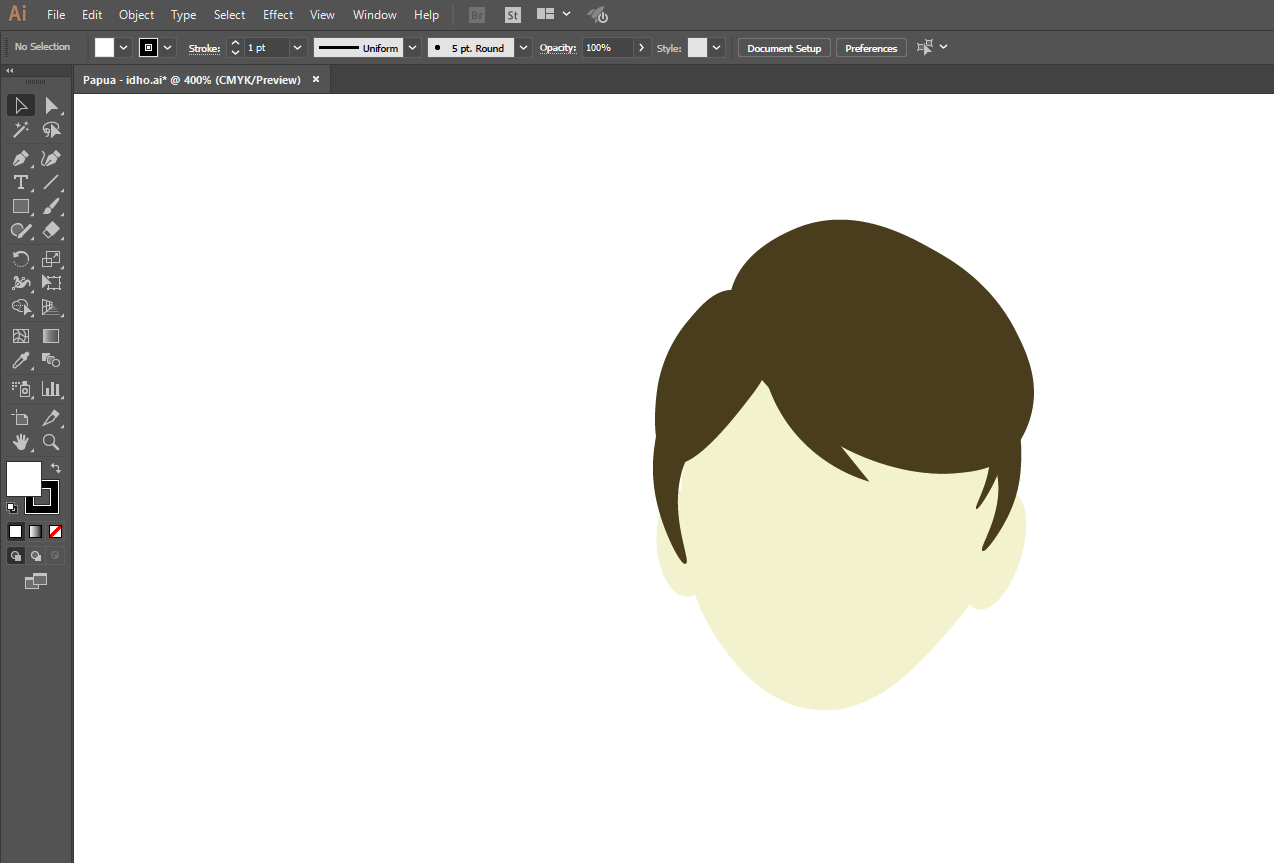 Ai File Edit Object Type Select Effect View Window Help Br St
No Selection Stroke: 1 pt Uniform 5 pt. Round Opacity: 100% Style: Document Setup Preferences
Papua - idho.ai* @ 400% (CMYK/Preview) ×